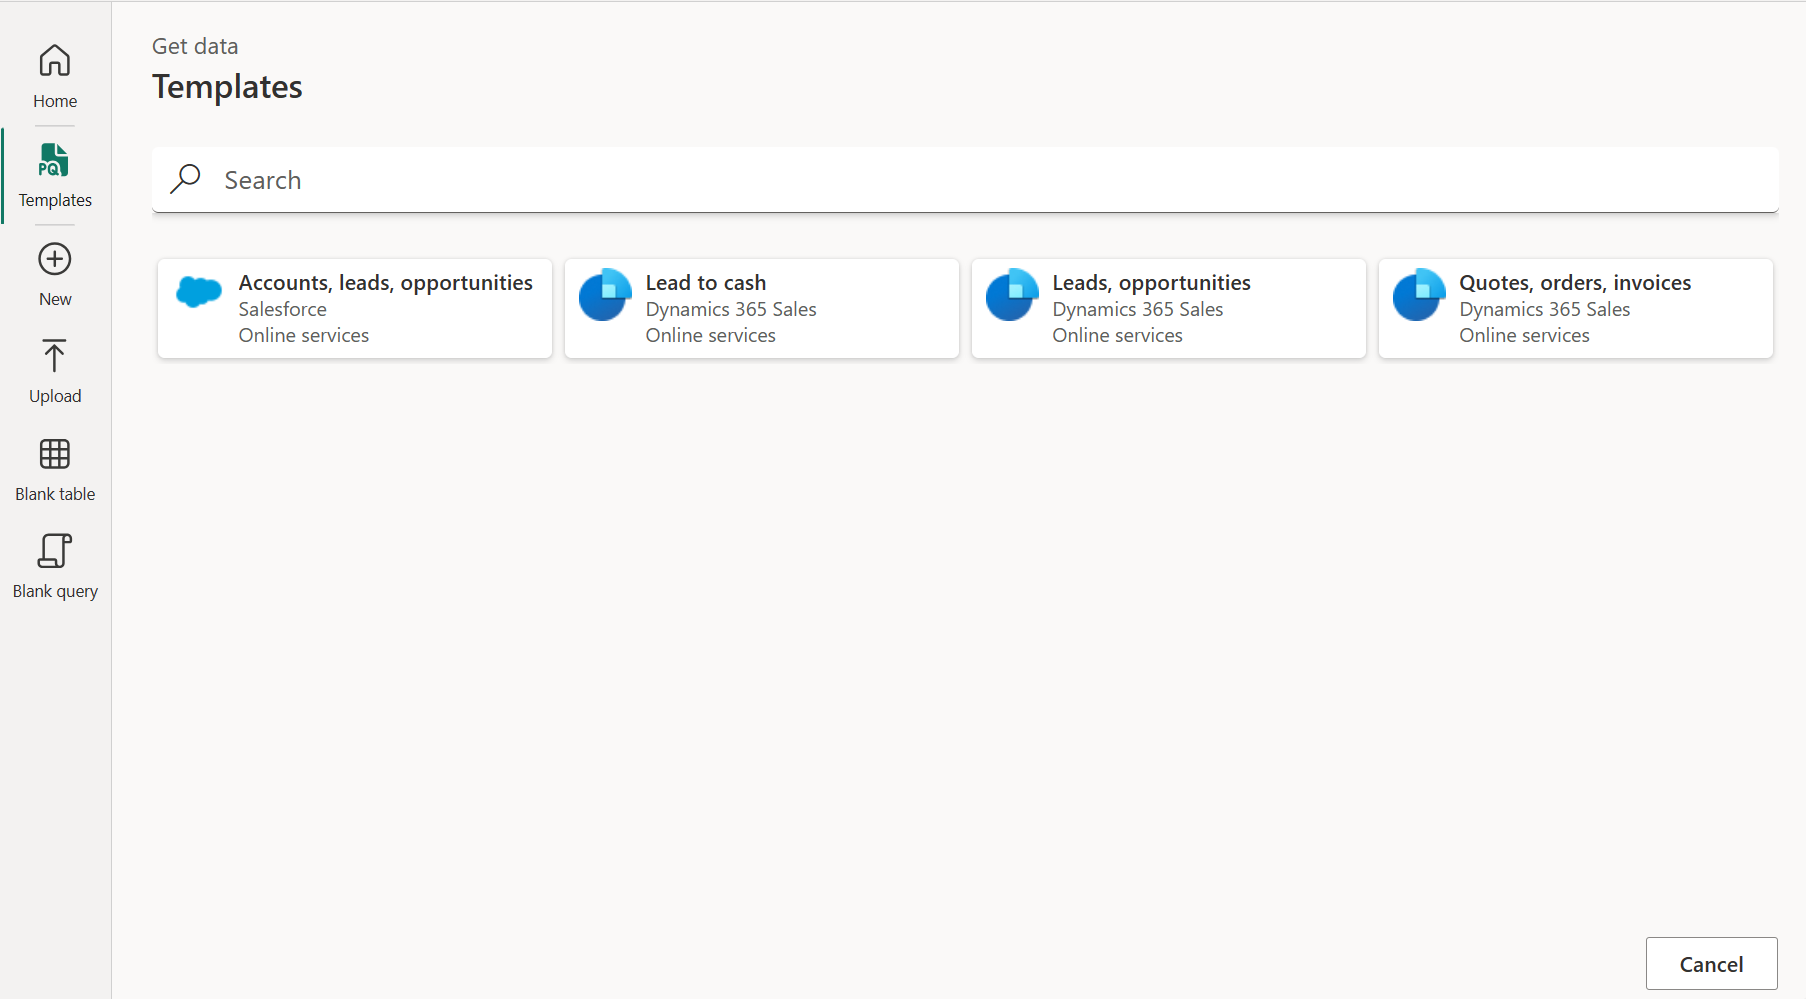 Home
PQ
Templates
New
Upload
Blank table
Blank query
Get data
Templates
Search
Accounts, leads, opportunities
Salesforce
Online services
Lead to cash
Dynamics 365 Sales
Online services
Leads, opportunities
Dynamics 365 Sales
Online services
Quotes, orders, invoices
Dynamics 365 Sales
Online services
Cancel